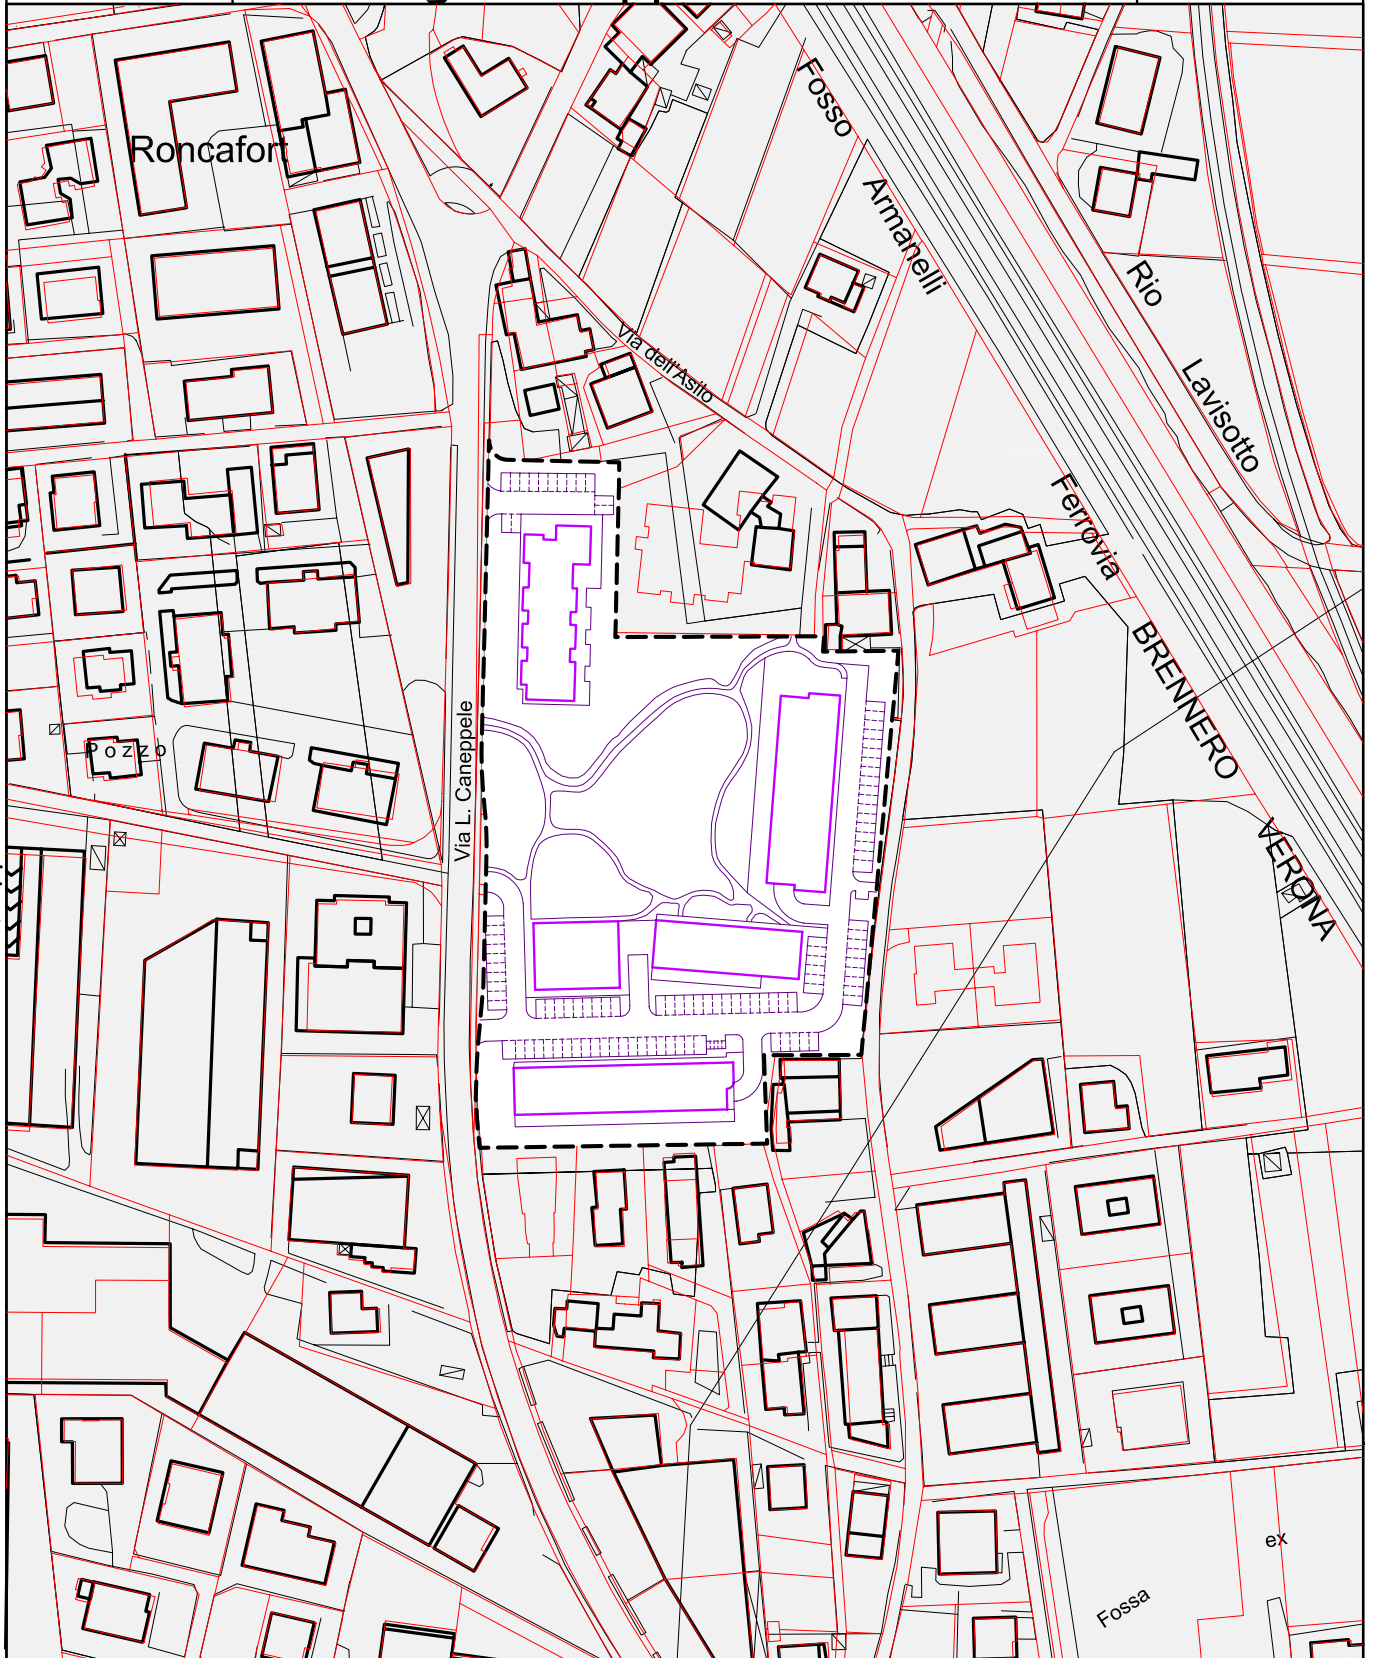 Roncafort
Fosso
Armanelli
Rio
Lavisotto
Via dell'Asilo
Ferrovia
BRENNERO
VERONA
Via L. Caneppele
Pozzo
ex
Fossa